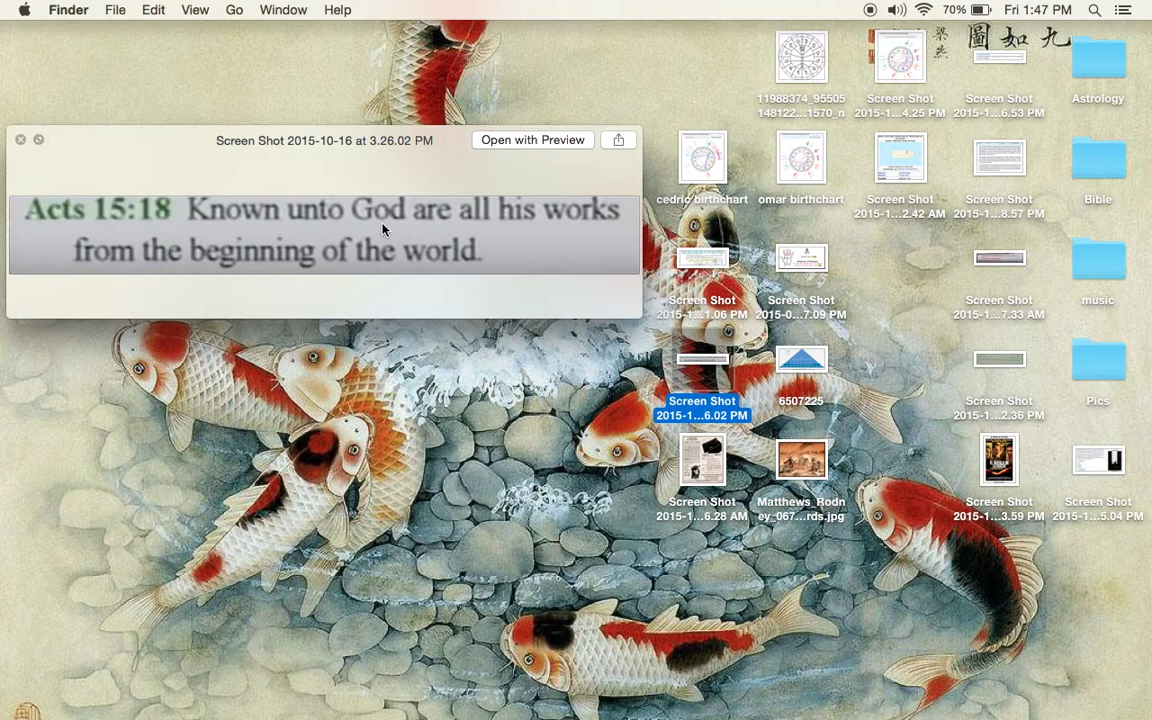 Finder File Edit View Go Window Help 70% Fri 1:47 PM
圖 如 九
梁
燕
Screen Shot 2015-10-16 at 3.26.02 PM Open with Preview
Acts 15:18 Known unto God are all his works
from the beginning of the world.
11988374_95505
148122...1570_n
Screen Shot
2015-1...4.25 PM
Screen Shot
2015-1...6.53 PM
Astrology
cedric birthchart
omar birthchart
Screen Shot
2015-1...2.42 AM
Screen Shot
2015-1...8.57 PM
Bible
Screen Shot
2015-1...1.06 PM
Screen Shot
2015-0...7.09 PM
Screen Shot
2015-1...7.33 AM
music
Screen Shot
2015-1...6.02 PM
6507225
Screen Shot
2015-1...2.36 PM
Pics
Screen Shot
2015-1...6.28 AM
Matthews_Rodn
ey_067...rds.jpg
Screen Shot
2015-1...3.59 PM
Screen Shot
2015-1...5.04 PM